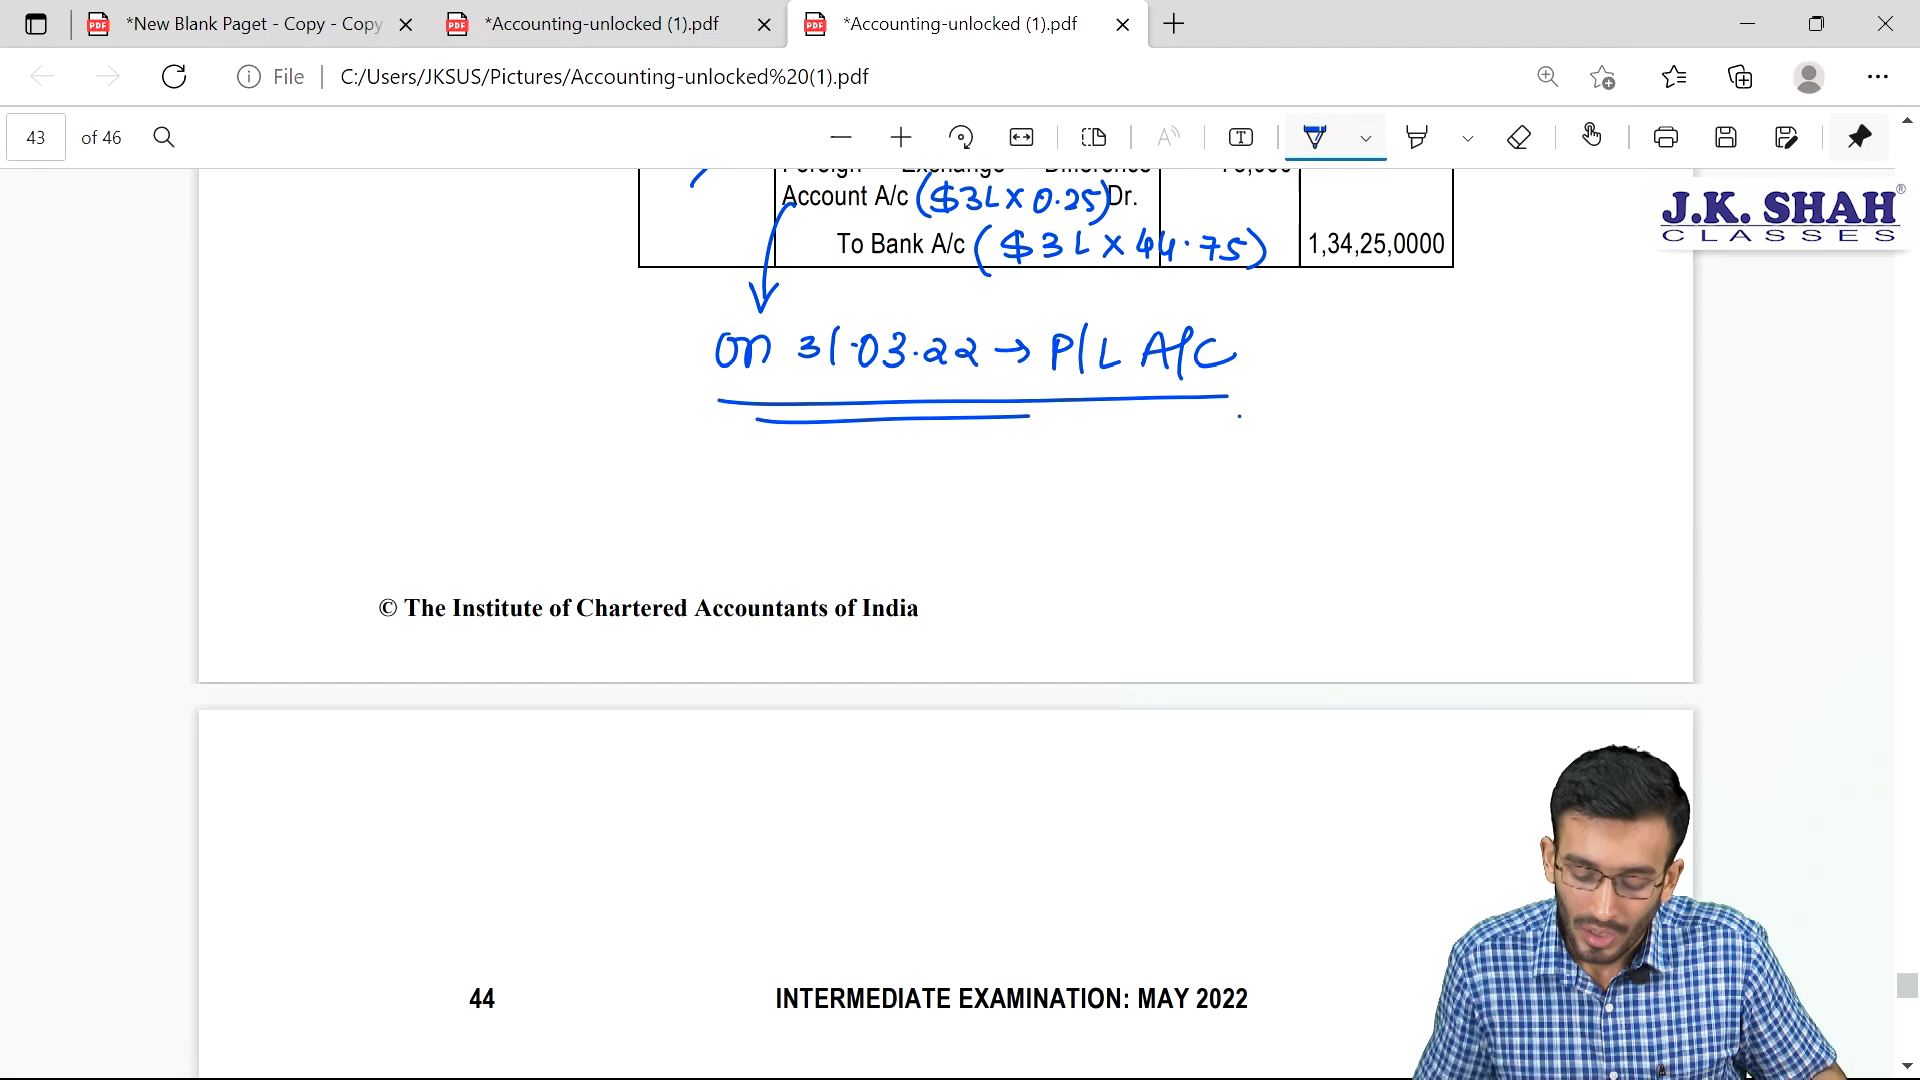 *New Blank Paget - Copy - Copy
*Accounting-unlocked (1).pdf
*Accounting-unlocked (1).pdf
File
C:/Users/JKSUS/Pictures/Accounting-unlocked%20(1).pdf
43 of 46
Foreign Exchange Difference
Account A/c ($3L X 0.25) Dr.
To Bank A/c ($3L X 44.75) 1,34,25,0000
on 31.03.22 → P/L A/C
© The Institute of Chartered Accountants of India
44 INTERMEDIATE EXAMINATION: MAY 2022
J.K. SHAH®
CLASSES